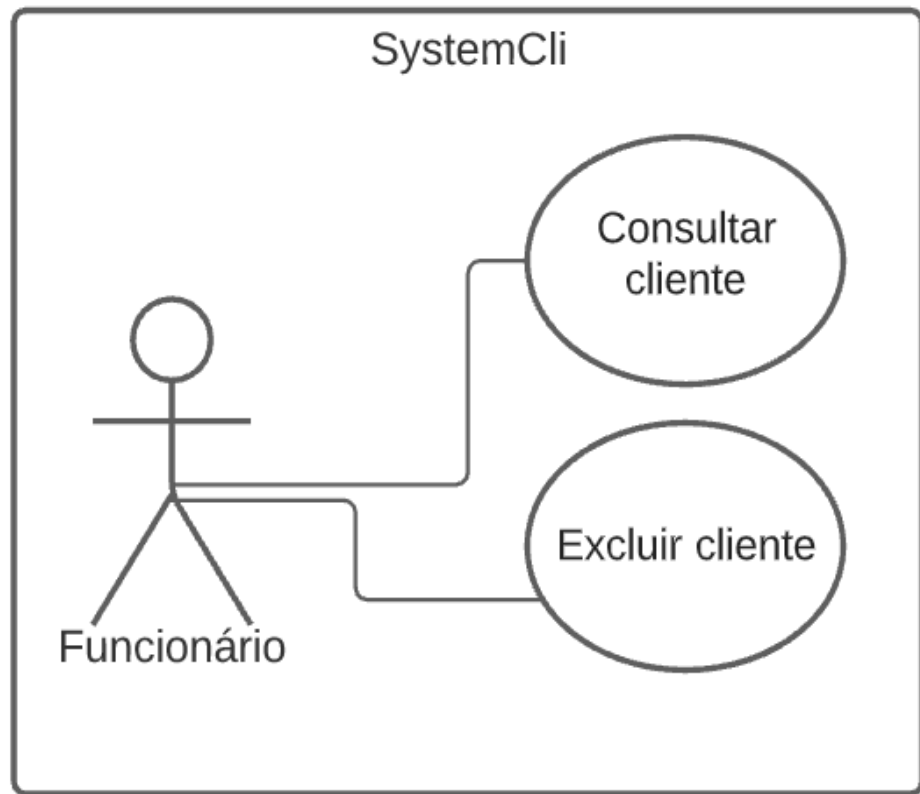 SystemCli
Consultar
cliente
Excluir cliente
Funcionário